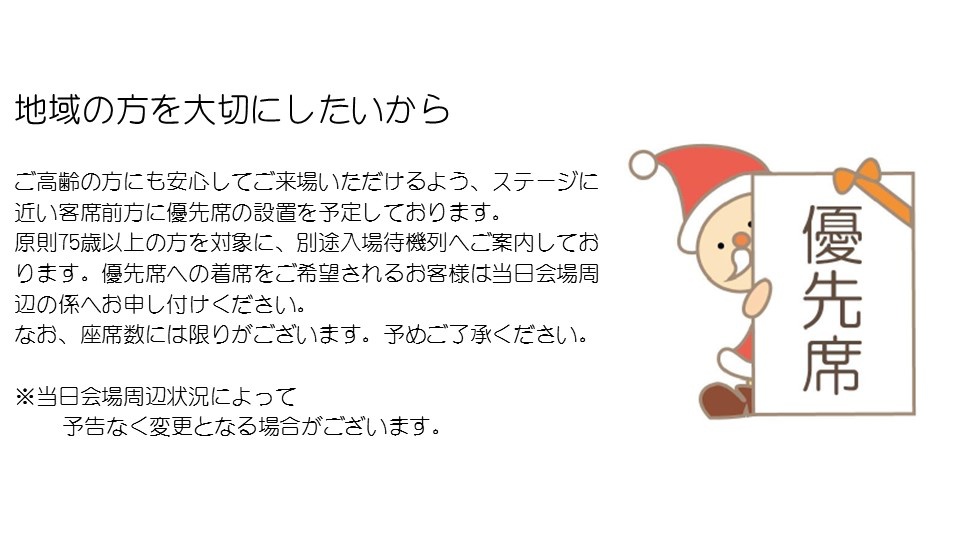 地域の方を大切にしたいから
ご高齢の方にも安心してご来場いただけるよう、ステージに
近い客席前方に優先席の設置を予定しております。
原則75歳以上の方を対象に、別途入場待機列へご案内してお
ります。優先席への着席をご希望されるお客様は当日会場周
辺の係へお申し付けください。
なお、座席数には限りがございます。予めご了承ください。
※当日会場周辺状況によって
予告なく変更となる場合がございます。
優先席